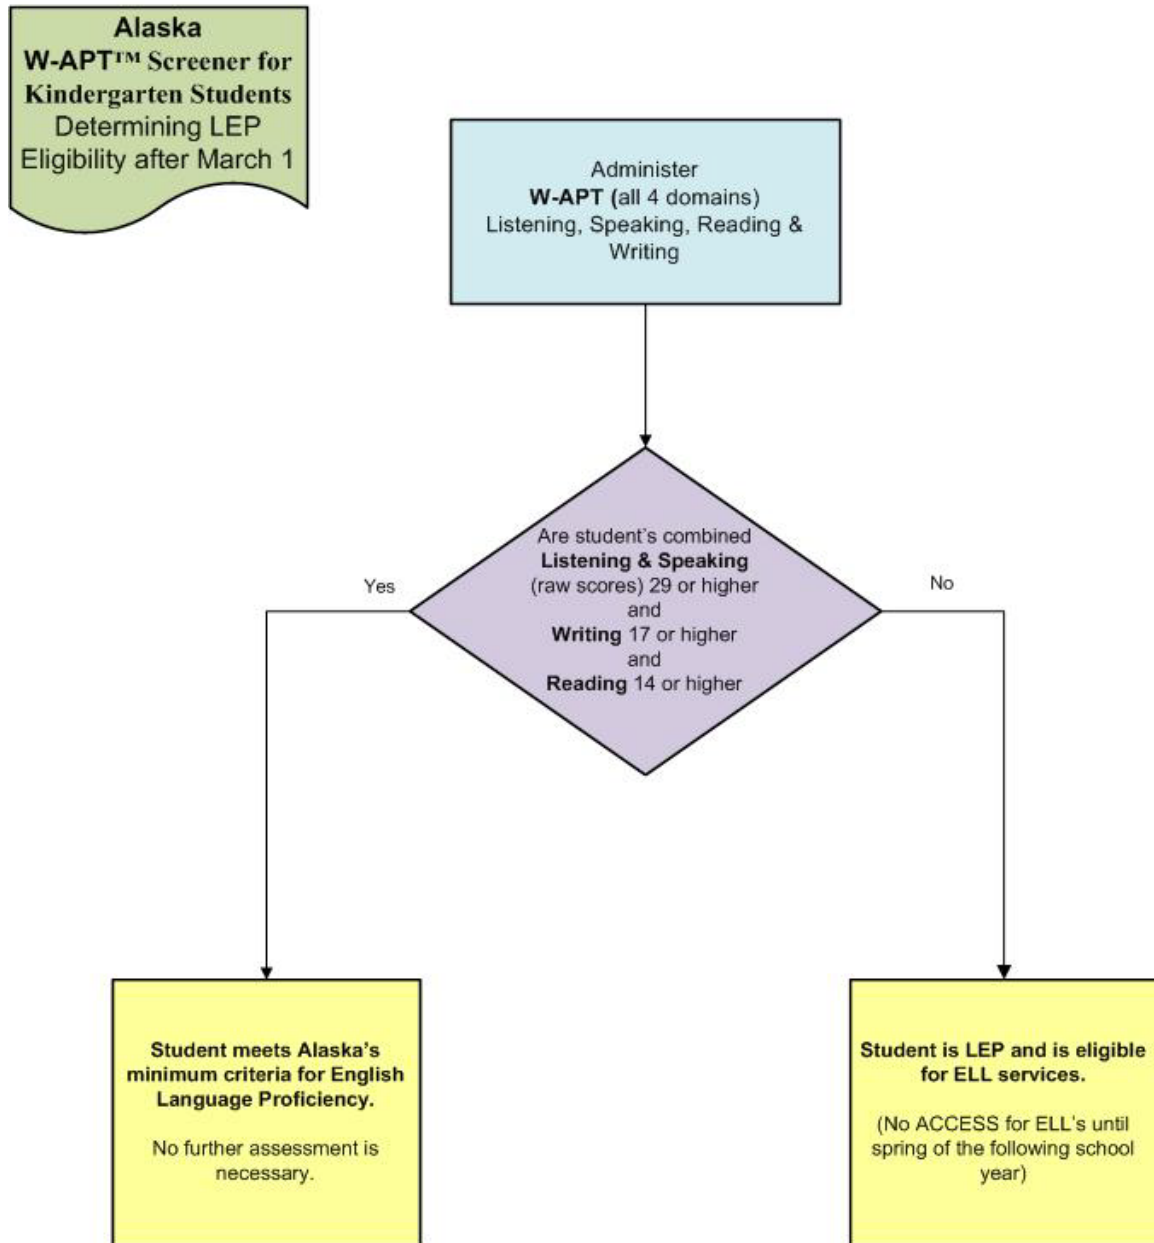 Alaska
W-APT™ Screener for
Kindergarten Students
Determining LEP
Eligibility after March 1
Administer
W-APT (all 4 domains)
Listening, Speaking, Reading &
Writing
Are student's combined
Listening & Speaking
(raw scores) 29 or higher
and
Writing 17 or higher
and
Reading 14 or higher
Yes
No
Student meets Alaska's
minimum criteria for English
Language Proficiency.
No further assessment is
necessary.
Student is LEP and is eligible
for ELL services.
(No ACCESS for ELL's until
spring of the following school
year)